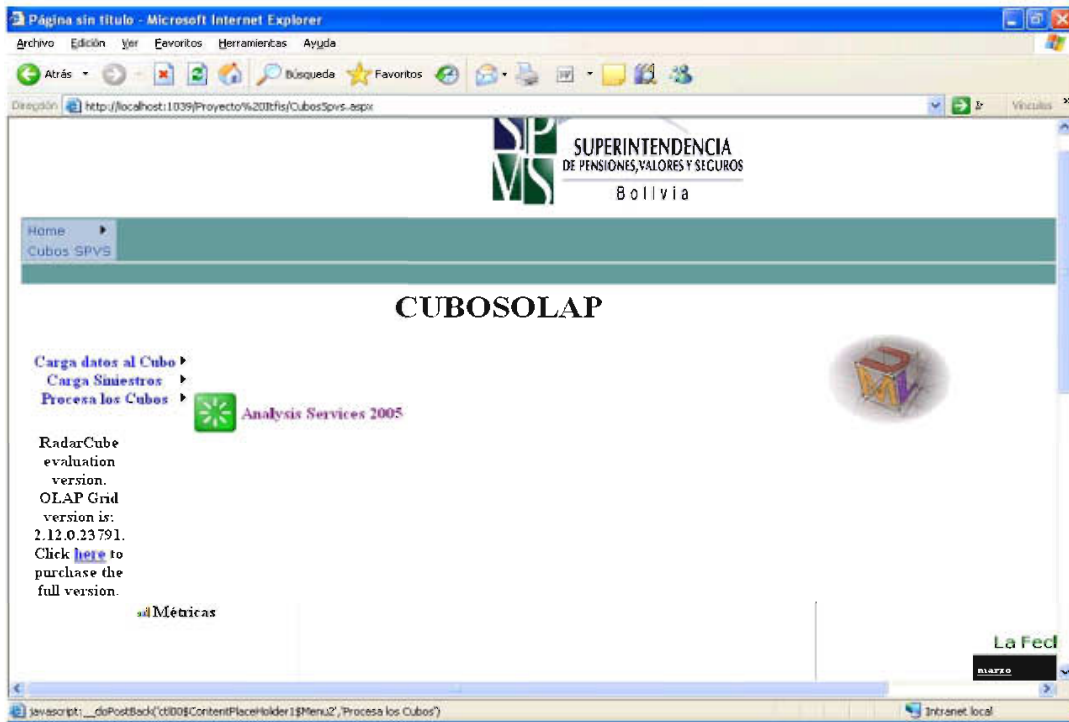 Página sin título - Microsoft Internet Explorer
Archivo Edición Ver Favoritos Herramientas Ayuda
Atrás Búsqueda Favoritos
Dirección http://localhost:1039/Proyecto%20Itfis/CubosSpvs.aspx Ir Vínculos »
SP
VS
SUPERINTENDENCIA
DE PENSIONES, VALORES Y SEGUROS
Bolivia
Home
Cubos SPVS
CUBOSOLAP
Carga datos al Cubo
Carga Siniestros
Procesa los Cubos
Analysis Services 2005
UML
RadarCube
evaluation
version.
OLAP Grid
version is:
2.12.0.23791.
Click here to
purchase the
full version.
Métricas
La Fecl
marzo
javascript:__doPostBack('ctl00$ContentPlaceHolder1$Menu2','Procesa los Cubos') Intranet local